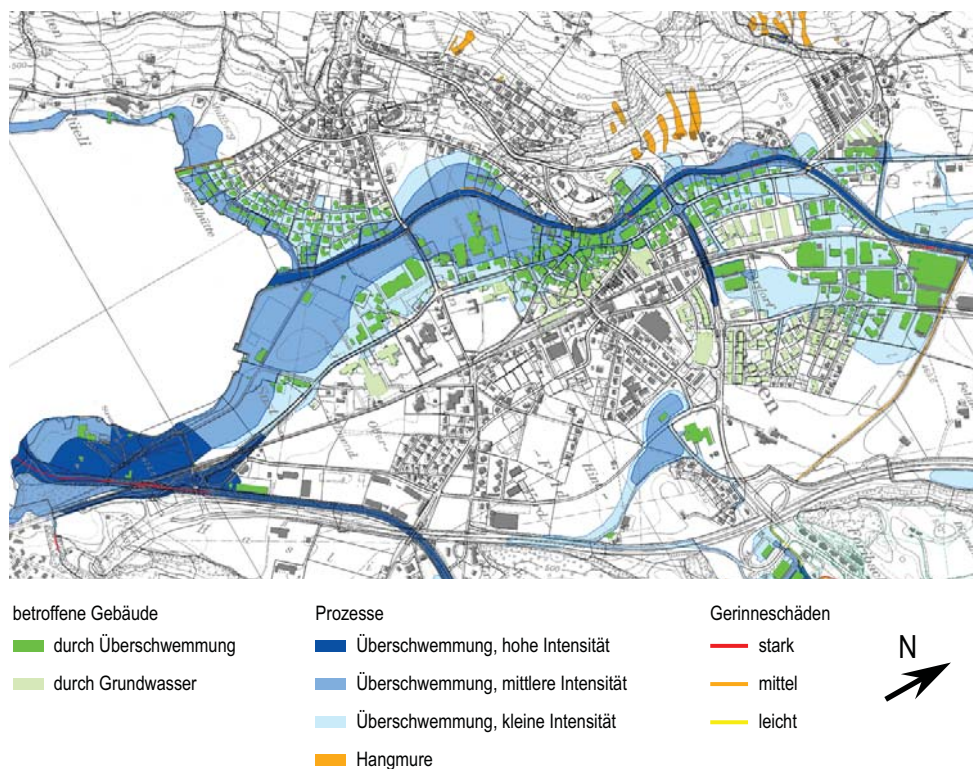 betroffene Gebäude
durch Überschwemmung
durch Grundwasser
Prozesse
Überschwemmung, hohe Intensität
Überschwemmung, mittlere Intensität
Überschwemmung, kleine Intensität
Hangmure
Gerinneschäden
stark
mittel
leicht
N